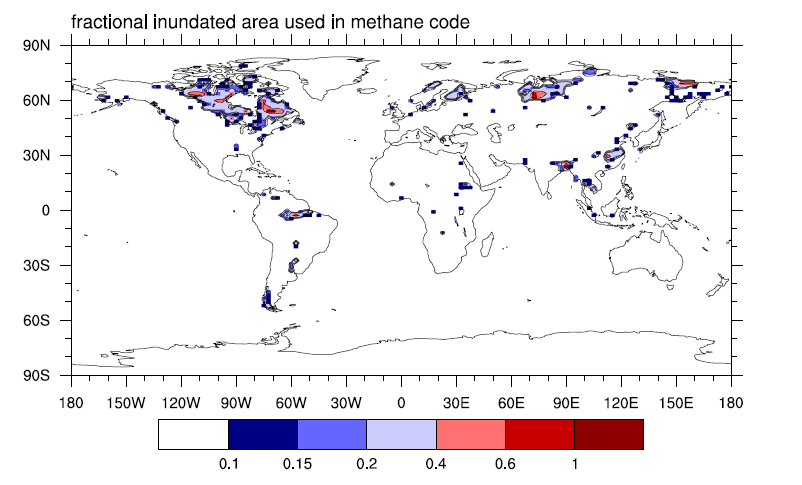 fractional inundated area used in methane code
90N
60N
30N
0
30S
60S
90S
180 150W 120W 90W 60W 30W 0 30E 60E 90E 120E 150E 180
0.1 0.15 0.2 0.4 0.6 1